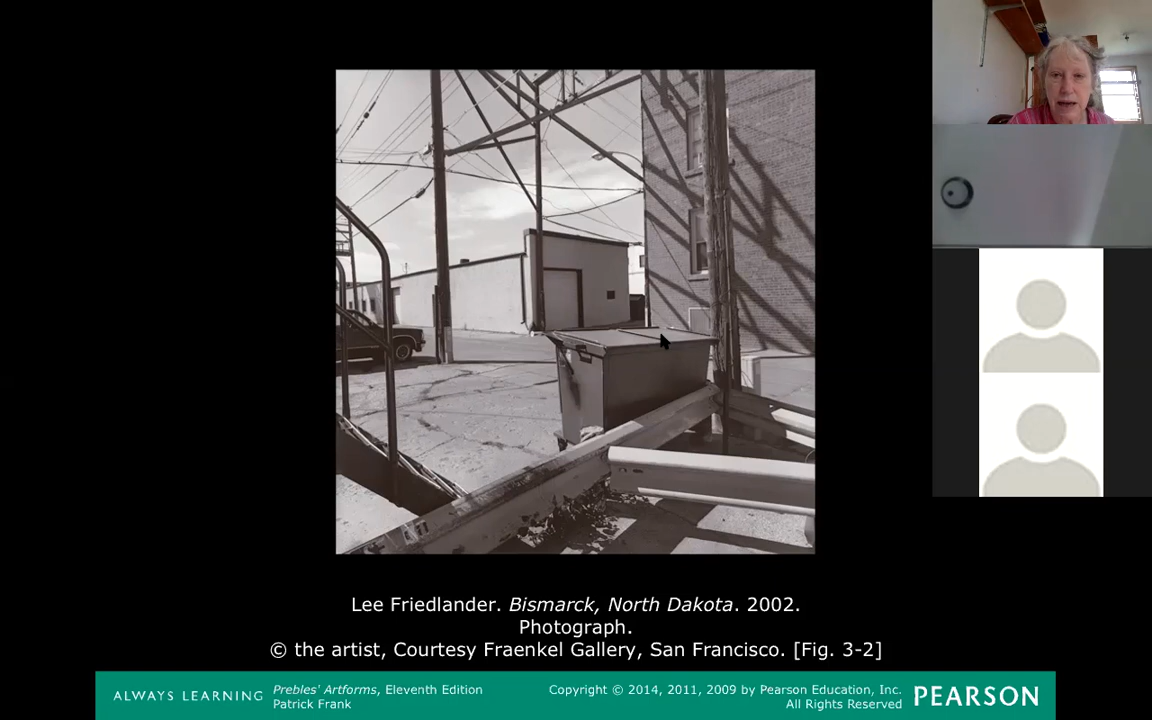 Lee Friedlander. Bismarck, North Dakota. 2002.
Photograph.
© the artist, Courtesy Fraenkel Gallery, San Francisco. [Fig. 3-2]
ALWAYS LEARNING
Prebles' Artforms, Eleventh Edition
Patrick Frank
Copyright © 2014, 2011, 2009 by Pearson Education, Inc.
All Rights Reserved
PEARSON